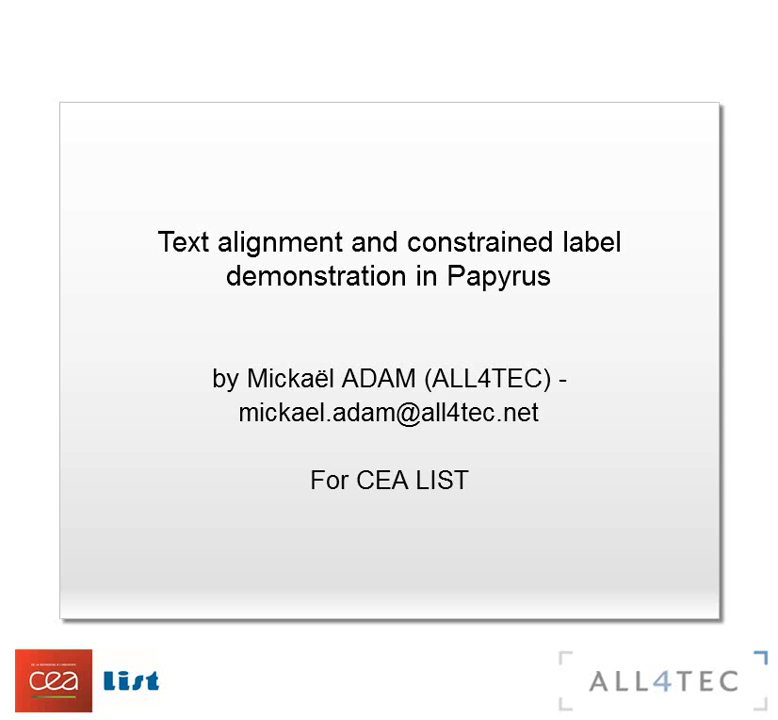 Text alignment and constrained label
demonstration in Papyrus
by Mickaël ADAM (ALL4TEC) -
mickael.adam@all4tec.net
For CEA LIST
cea list
ALL4TEC